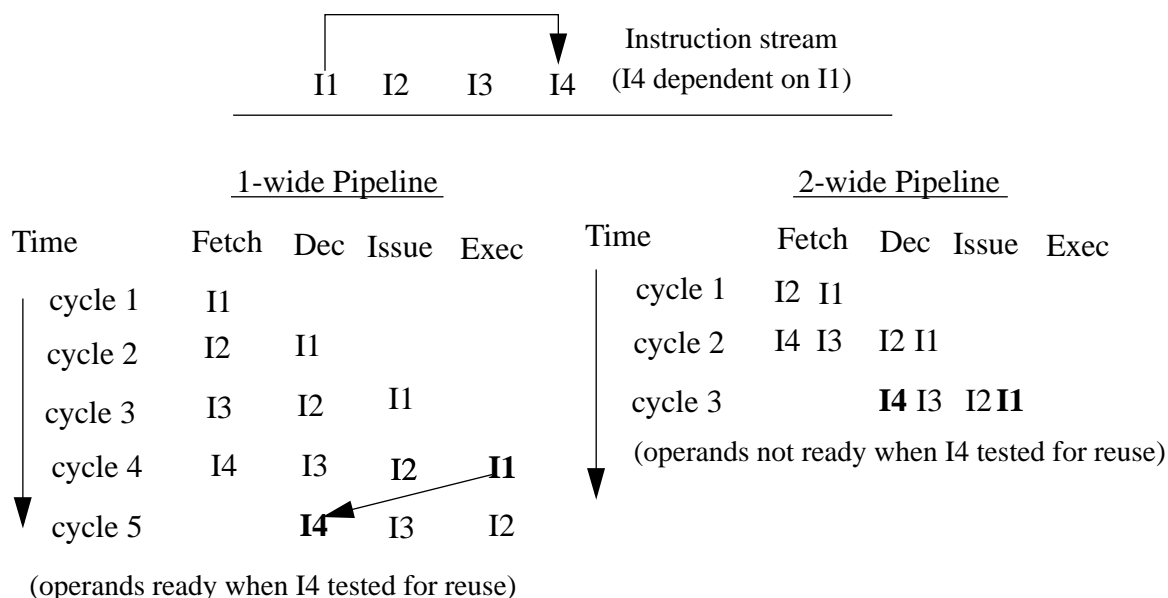 Instruction stream
(I4 dependent on I1)
I1 I2 I3 I4
1-wide Pipeline
Time Fetch Dec Issue Exec
cycle 1 I1
cycle 2 I2 I1
cycle 3 I3 I2 I1
cycle 4 I4 I3 I2 I1
cycle 5 I4 I3 I2
(operands ready when I4 tested for reuse)
2-wide Pipeline
Time Fetch Dec Issue Exec
cycle 1 I2 I1
cycle 2 I4 I3 I2 I1
cycle 3 I4 I3 I2 I1
(operands not ready when I4 tested for reuse)